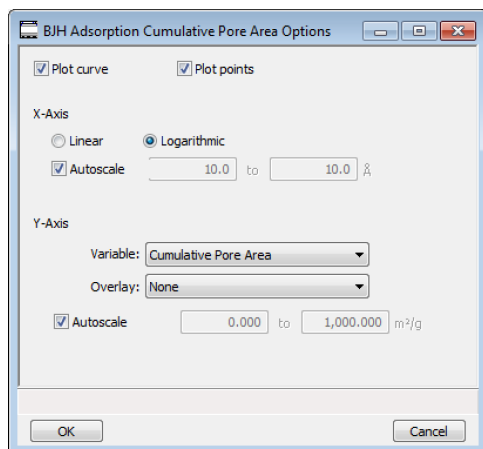 BJH Adsorption Cumulative Pore Area Options
Plot curve Plot points
X-Axis
Linear Logarithmic
Autoscale 10.0 to 10.0 Å
Y-Axis
Variable: Cumulative Pore Area
Overlay: None
Autoscale 0.000 to 1,000.000 m²/g
OK Cancel